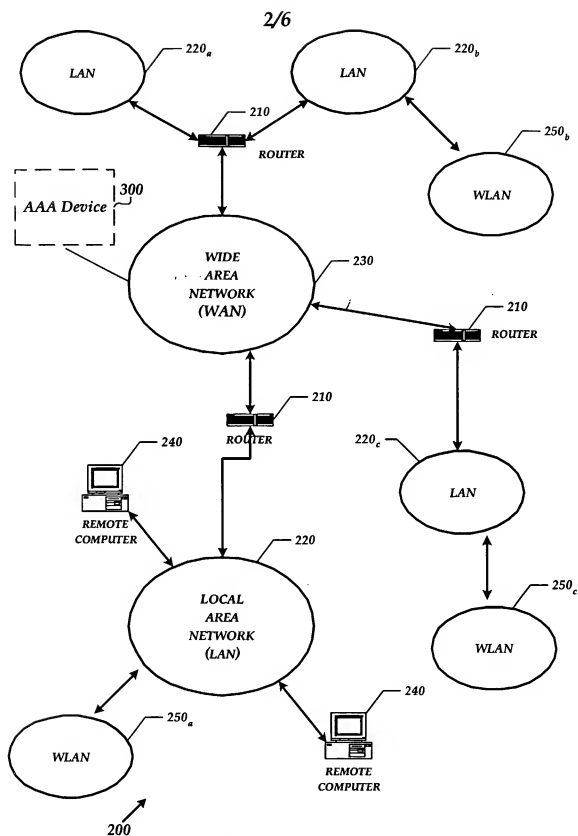 2/6
220a
LAN
220b
LAN
210
ROUTER
250b
WLAN
300
AAA Device
WIDE
AREA
NETWORK
(WAN)
230
210
ROUTER
210
ROUTER
240
REMOTE
COMPUTER
220c
LAN
220
LOCAL
AREA
NETWORK
(LAN)
250c
WLAN
240
REMOTE
COMPUTER
250a
WLAN
200